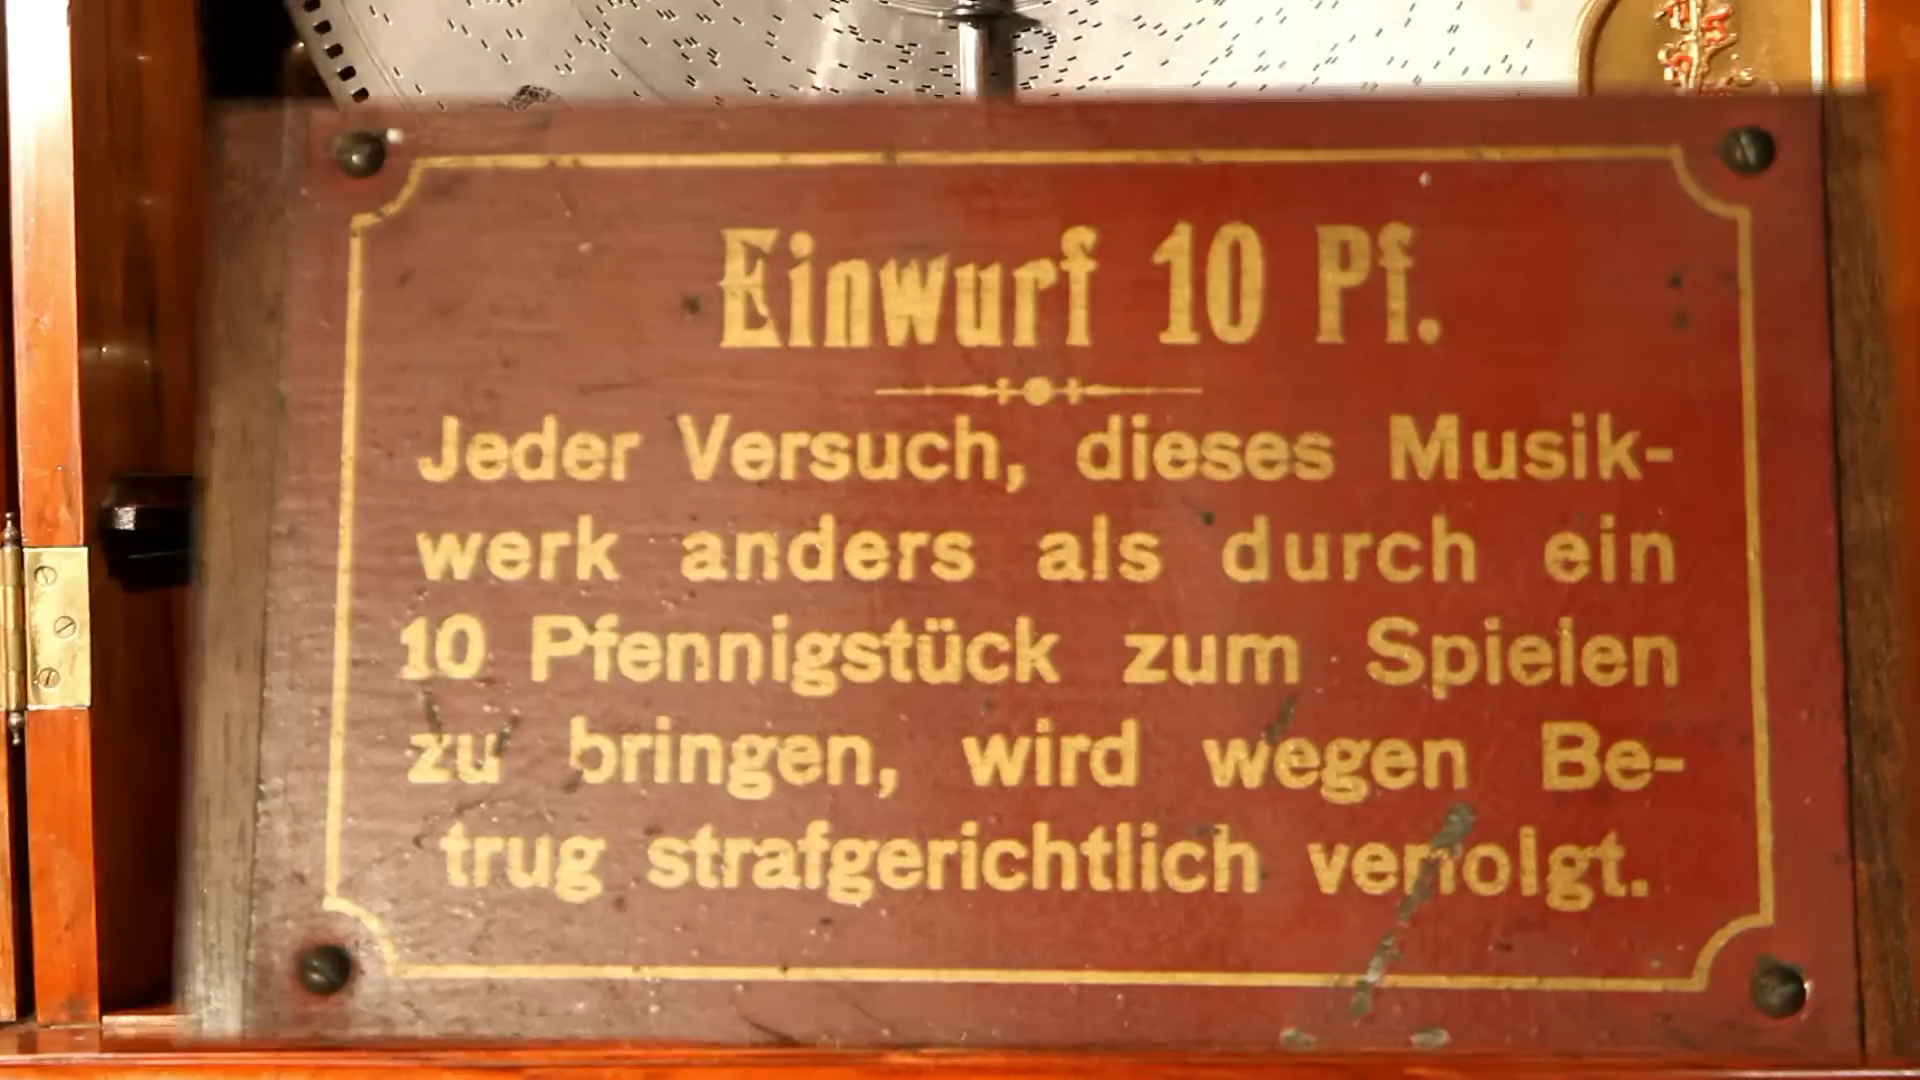 Einwurf 10 Pf.
Jeder Versuch, dieses Musik-
werk anders als durch ein
10 Pfennigstück zum Spielen
zu bringen, wird wegen Be-
trug strafgerichtlich verfolgt.